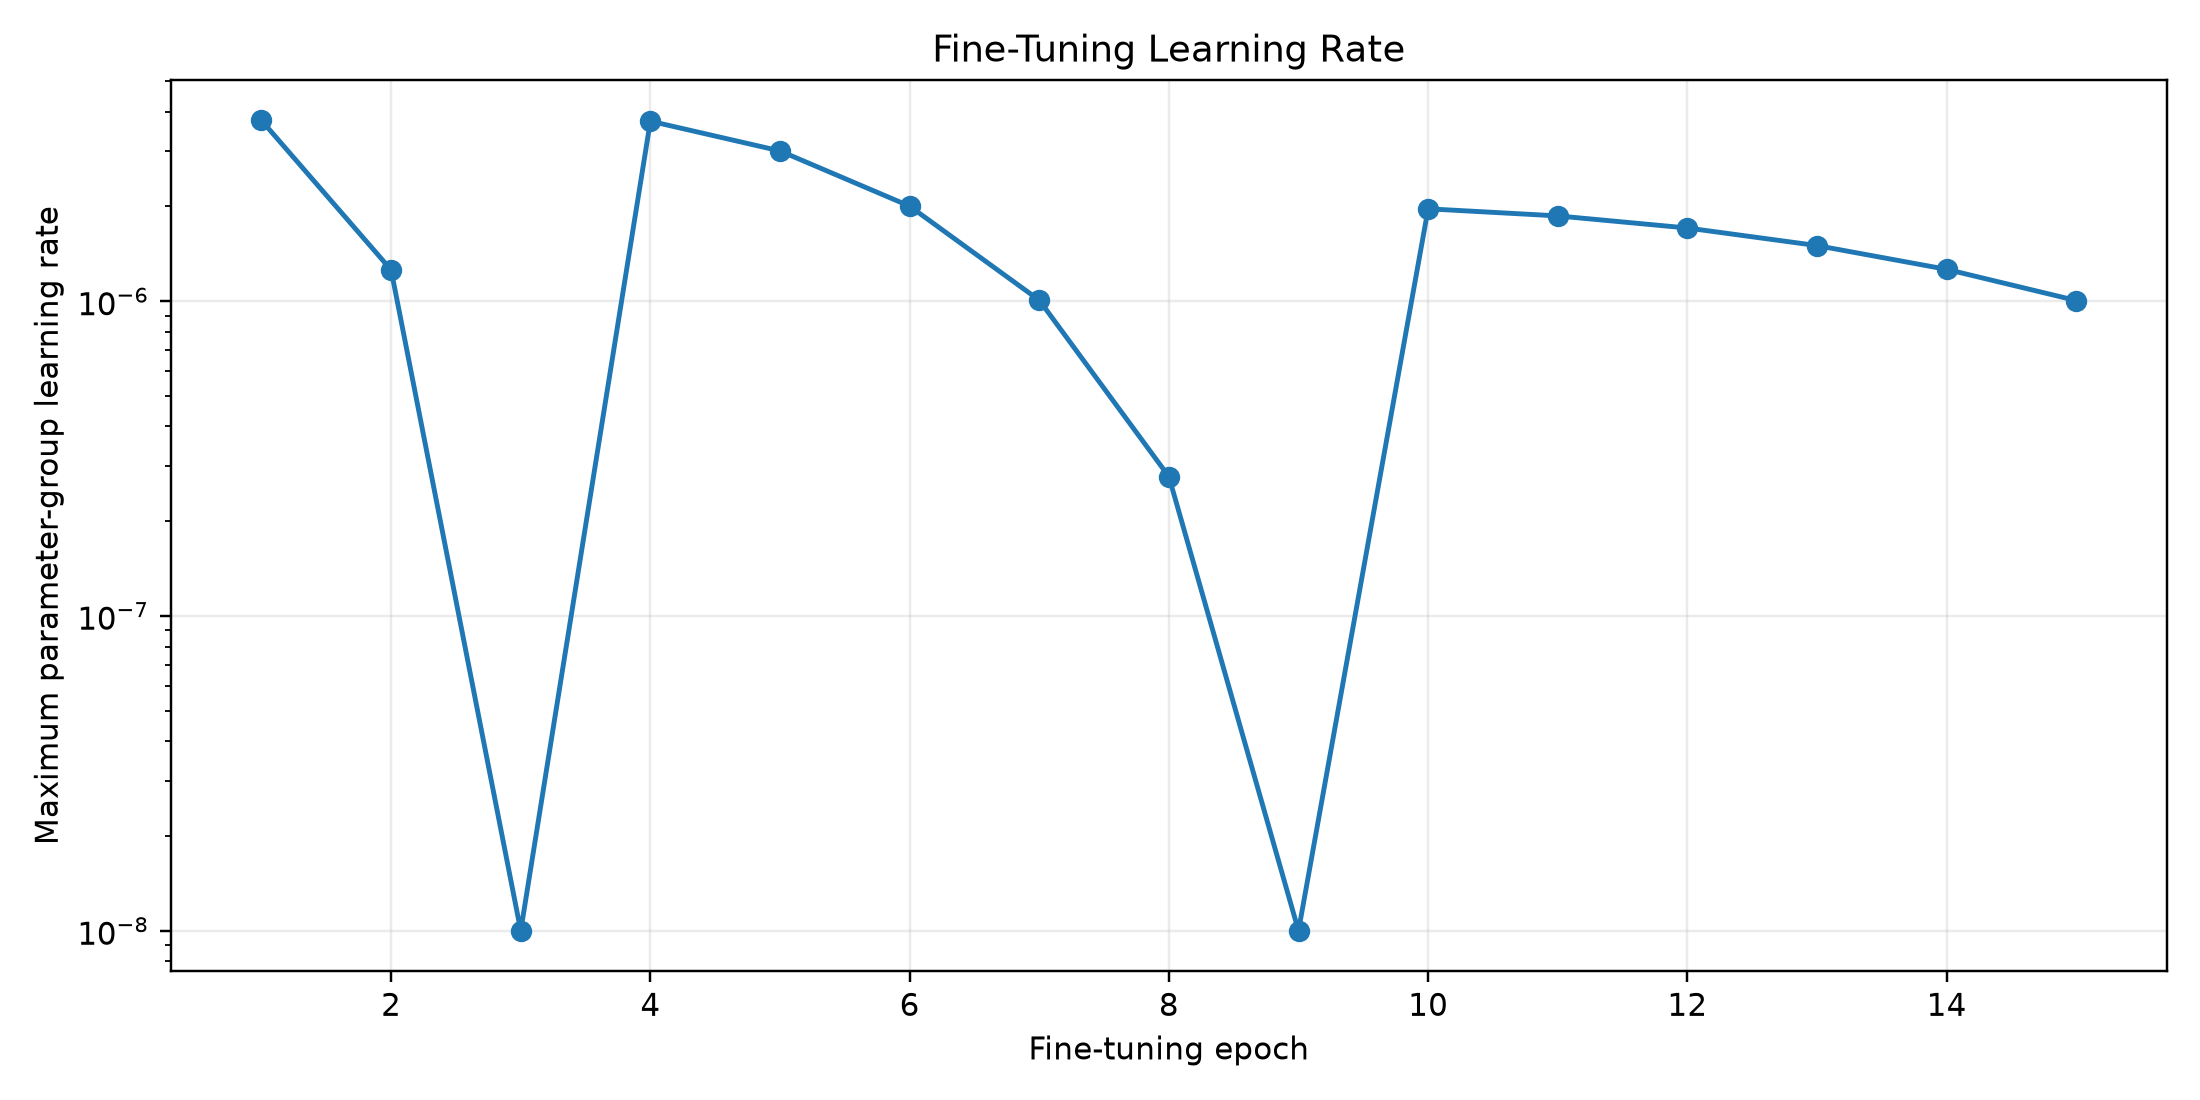 Fine-Tuning Learning Rate
Maximum parameter-group learning rate
10⁻⁶
10⁻⁷
10⁻⁸
2 4 6 8 10 12 14
Fine-tuning epoch